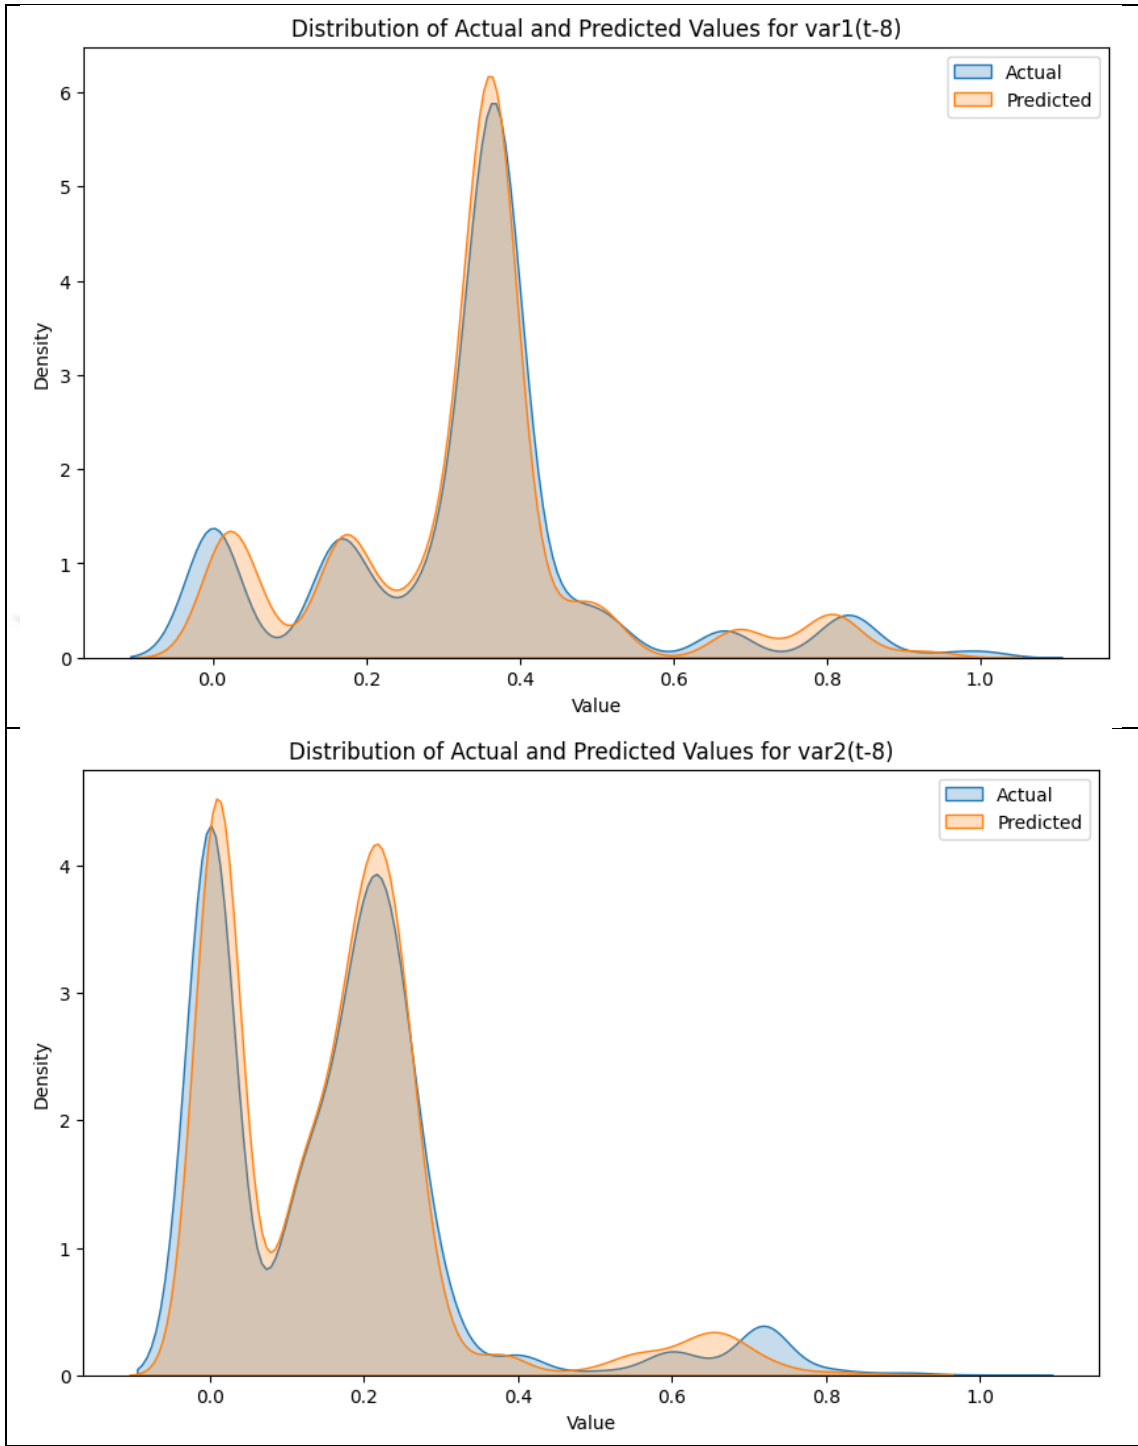 Distribution of Actual and Predicted Values for var1(t-8)
Actual
Predicted
6
5
4
3
2
1
0
Density
0.0 0.2 0.4 0.6 0.8 1.0
Value
Distribution of Actual and Predicted Values for var2(t-8)
Actual
Predicted
4
3
2
1
0
Density
0.0 0.2 0.4 0.6 0.8 1.0
Value